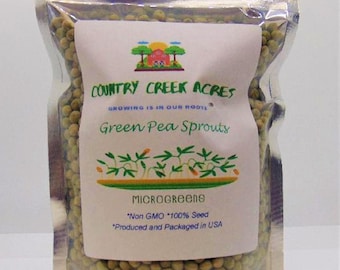 COUNTRY CREEK ACRES
GROWING IS IN OUR ROOTS®
Green Pea Sprouts
MICROGREENS
*Non GMO *100% Seed
*Produced and Packaged in USA